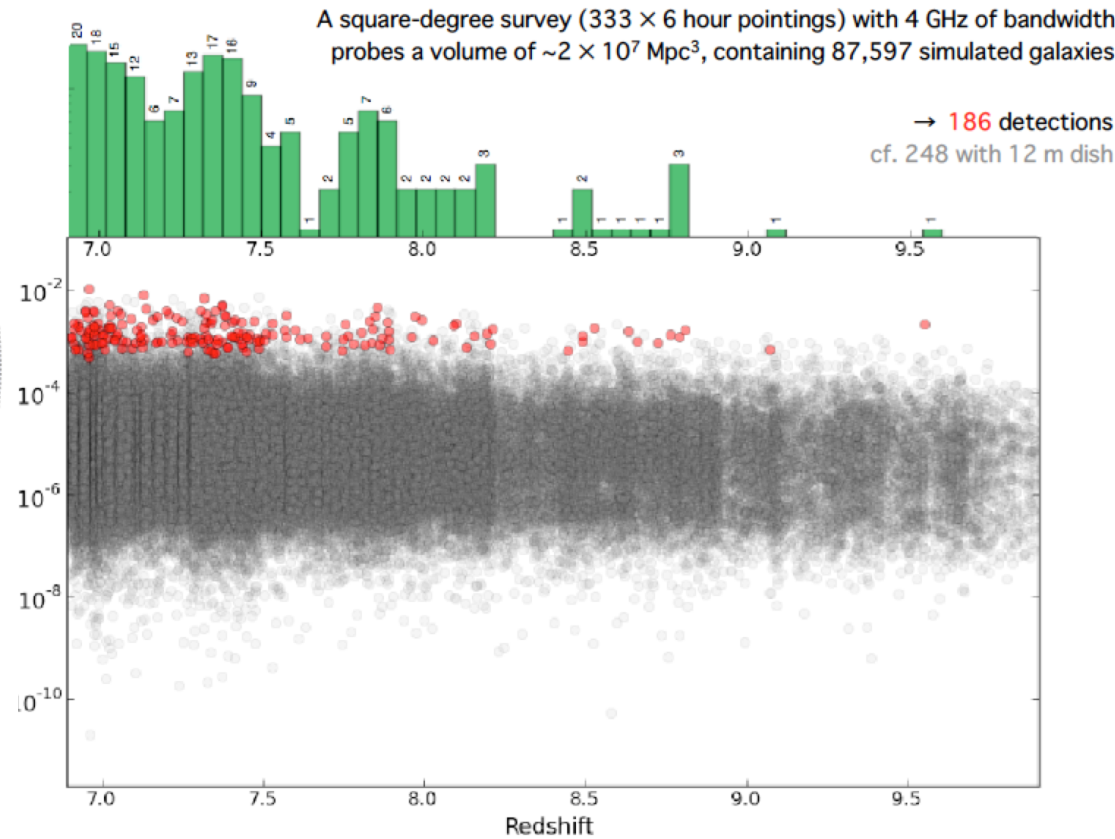 A square-degree survey (333 × 6 hour pointings) with 4 GHz of bandwidth
probes a volume of ~2 × 10⁷ Mpc³, containing 87,597 simulated galaxies
→ 186 detections
cf. 248 with 12 m dish
20 18 15 12 6 7 13 17 16 9 4 5 1 2 5 7 6 2 2 2 2 3 1 2 1 1 1 1 3 1 1
7.0 7.5 8.0 8.5 9.0 9.5
10⁻²
10⁻⁴
10⁻⁶
10⁻⁸
10⁻¹⁰
7.0 7.5 8.0 8.5 9.0 9.5
Redshift